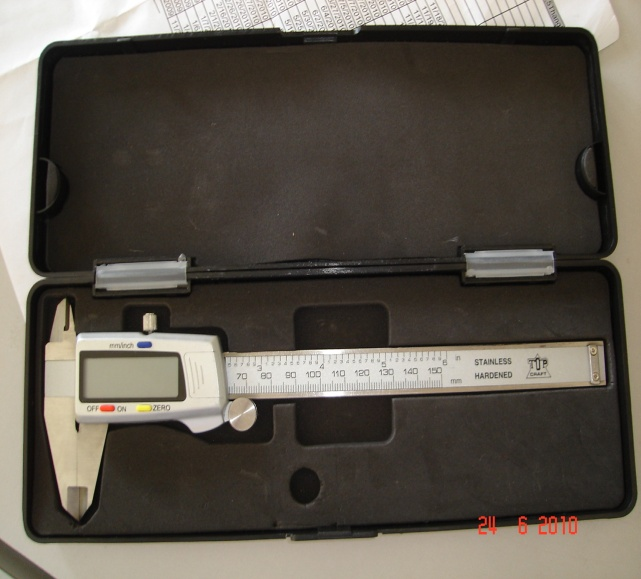 mm/inch
OFF ON ZERO
3 4 5 6 in
70 80 90 100 110 120 130 140 150 mm
STAINLESS
HARDENED
TOP
CRAFT
24 6 2010